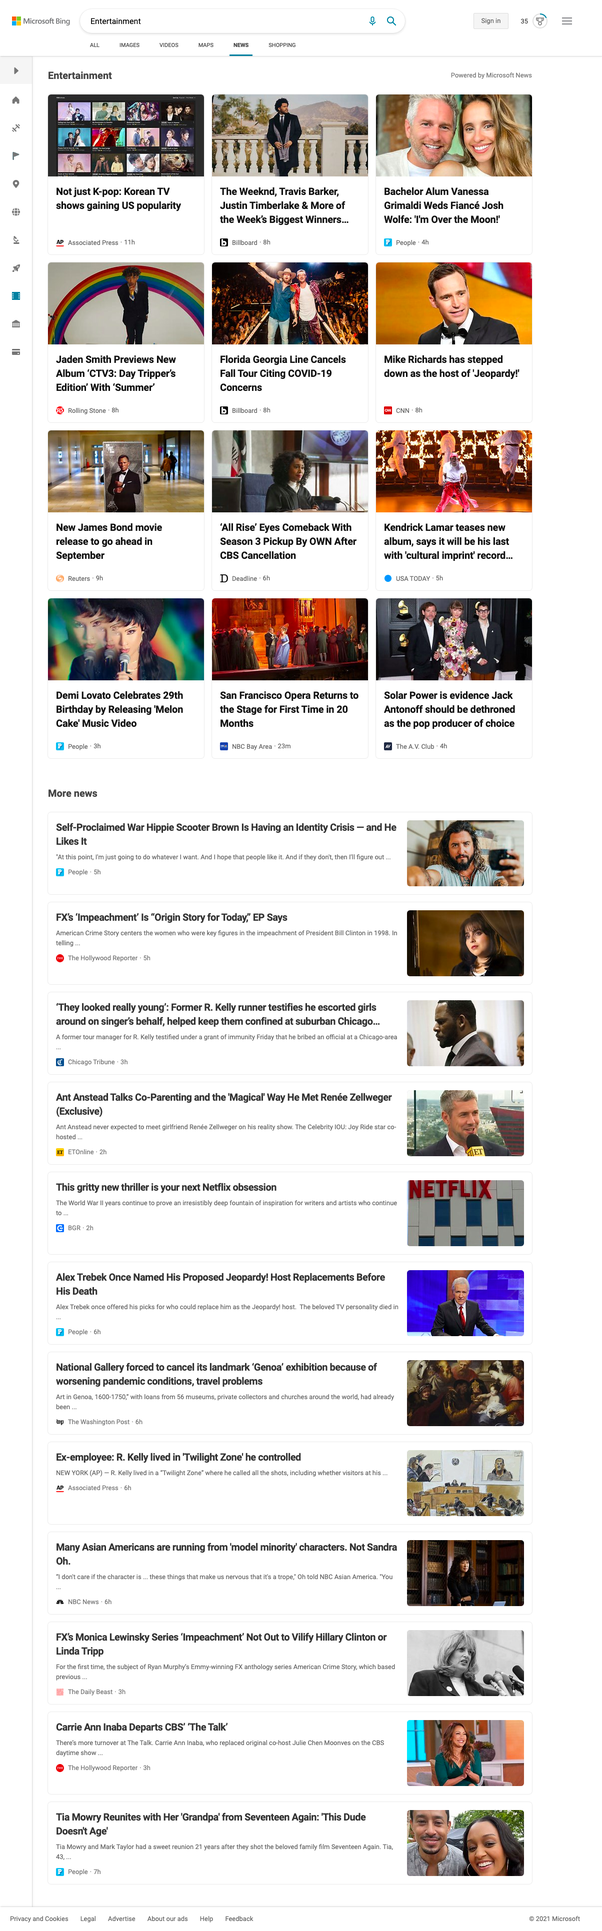 Microsoft Bing
Entertainment
Sign in
35
ALL IMAGES VIDEOS MAPS NEWS SHOPPING
Entertainment
Powered by Microsoft News
Not just K-pop: Korean TV
shows gaining US popularity
AP Associated Press · 11h
The Weeknd, Travis Barker,
Justin Timberlake & More of
the Week's Biggest Winners...
b Billboard · 8h
Bachelor Alum Vanessa
Grimaldi Weds Fiancé Josh
Wolfe: 'I'm Over the Moon!'
People · 4h
Jaden Smith Previews New
Album ‘CTV3: Day Tripper’s
Edition’ With ‘Summer’
Rolling Stone · 8h
Florida Georgia Line Cancels
Fall Tour Citing COVID-19
Concerns
b Billboard · 8h
Mike Richards has stepped
down as the host of 'Jeopardy!'
CNN · 8h
New James Bond movie
release to go ahead in
September
Reuters · 9h
‘All Rise’ Eyes Comeback With
Season 3 Pickup By OWN After
CBS Cancellation
D Deadline · 6h
Kendrick Lamar teases new
album, says it will be his last
with 'cultural imprint' record...
USA TODAY · 5h
Demi Lovato Celebrates 29th
Birthday by Releasing 'Melon
Cake' Music Video
People · 3h
San Francisco Opera Returns to
the Stage for First Time in 20
Months
NBC Bay Area · 23m
Solar Power is evidence Jack
Antonoff should be dethroned
as the pop producer of choice
AV The A.V. Club · 4h
More news
Self-Proclaimed War Hippie Scooter Brown Is Having an Identity Crisis — and He
Likes It
"At this point, I'm just going to do whatever I want. And I hope that people like it. And if they don't, then I'll figure out ...
People · 5h
FX's ‘Impeachment’ Is “Origin Story for Today,” EP Says
American Crime Story centers the women who were key figures in the impeachment of President Bill Clinton in 1998. In
telling ...
The Hollywood Reporter · 5h
‘They looked really young’: Former R. Kelly runner testifies he escorted girls
around on singer’s behalf, helped keep them confined at suburban Chicago...
A former tour manager for R. Kelly testified under a grant of immunity Friday that he bribed an official at a Chicago-area
...
Chicago Tribune · 3h
Ant Anstead Talks Co-Parenting and the 'Magical' Way He Met Renée Zellweger
(Exclusive)
Ant Anstead never expected to meet girlfriend Renée Zellweger on his reality show. The Celebrity IOU: Joy Ride star co-
hosted ...
ET ETOnline · 2h
ET
This gritty new thriller is your next Netflix obsession
The World War II years continue to prove an irresistibly deep fountain of inspiration for writers and artists who continue
to ...
BGR · 2h
NETFLIX
Alex Trebek Once Named His Proposed Jeopardy! Host Replacements Before
His Death
Alex Trebek once offered his picks for who could replace him as the Jeopardy! host. The beloved TV personality died in
...
People · 6h
National Gallery forced to cancel its landmark ‘Genoa’ exhibition because of
worsening pandemic conditions, travel problems
Art in Genoa, 1600-1750," with loans from 56 museums, private collectors and churches around the world, had already
been ...
wp The Washington Post · 6h
Ex-employee: R. Kelly lived in 'Twilight Zone' he controlled
NEW YORK (AP) — R. Kelly lived in a “Twilight Zone” where he called all the shots, including whether visitors at his ...
AP Associated Press · 6h
Many Asian Americans are running from 'model minority' characters. Not Sandra
Oh.
"I don't care if the character is ... these things that make us nervous that it's a trope," Oh told NBC Asian America. "You
...
NBC News · 6h
FX's Monica Lewinsky Series ‘Impeachment’ Not Out to Vilify Hillary Clinton or
Linda Tripp
For the first time, the subject of Ryan Murphy's Emmy-winning FX anthology series American Crime Story, which based
previous ...
The Daily Beast · 3h
Carrie Ann Inaba Departs CBS’ ‘The Talk’
There's more turnover at The Talk. Carrie Ann Inaba, who replaced original co-host Julie Chen Moonves on the CBS
daytime show ...
The Hollywood Reporter · 3h
Tia Mowry Reunites with Her 'Grandpa' from Seventeen Again: 'This Dude
Doesn't Age'
Tia Mowry and Mark Taylor had a sweet reunion 21 years after they shot the beloved family film Seventeen Again. Tia,
43,...
People · 7h
Privacy and Cookies Legal Advertise About our ads Help Feedback
© 2021 Microsoft